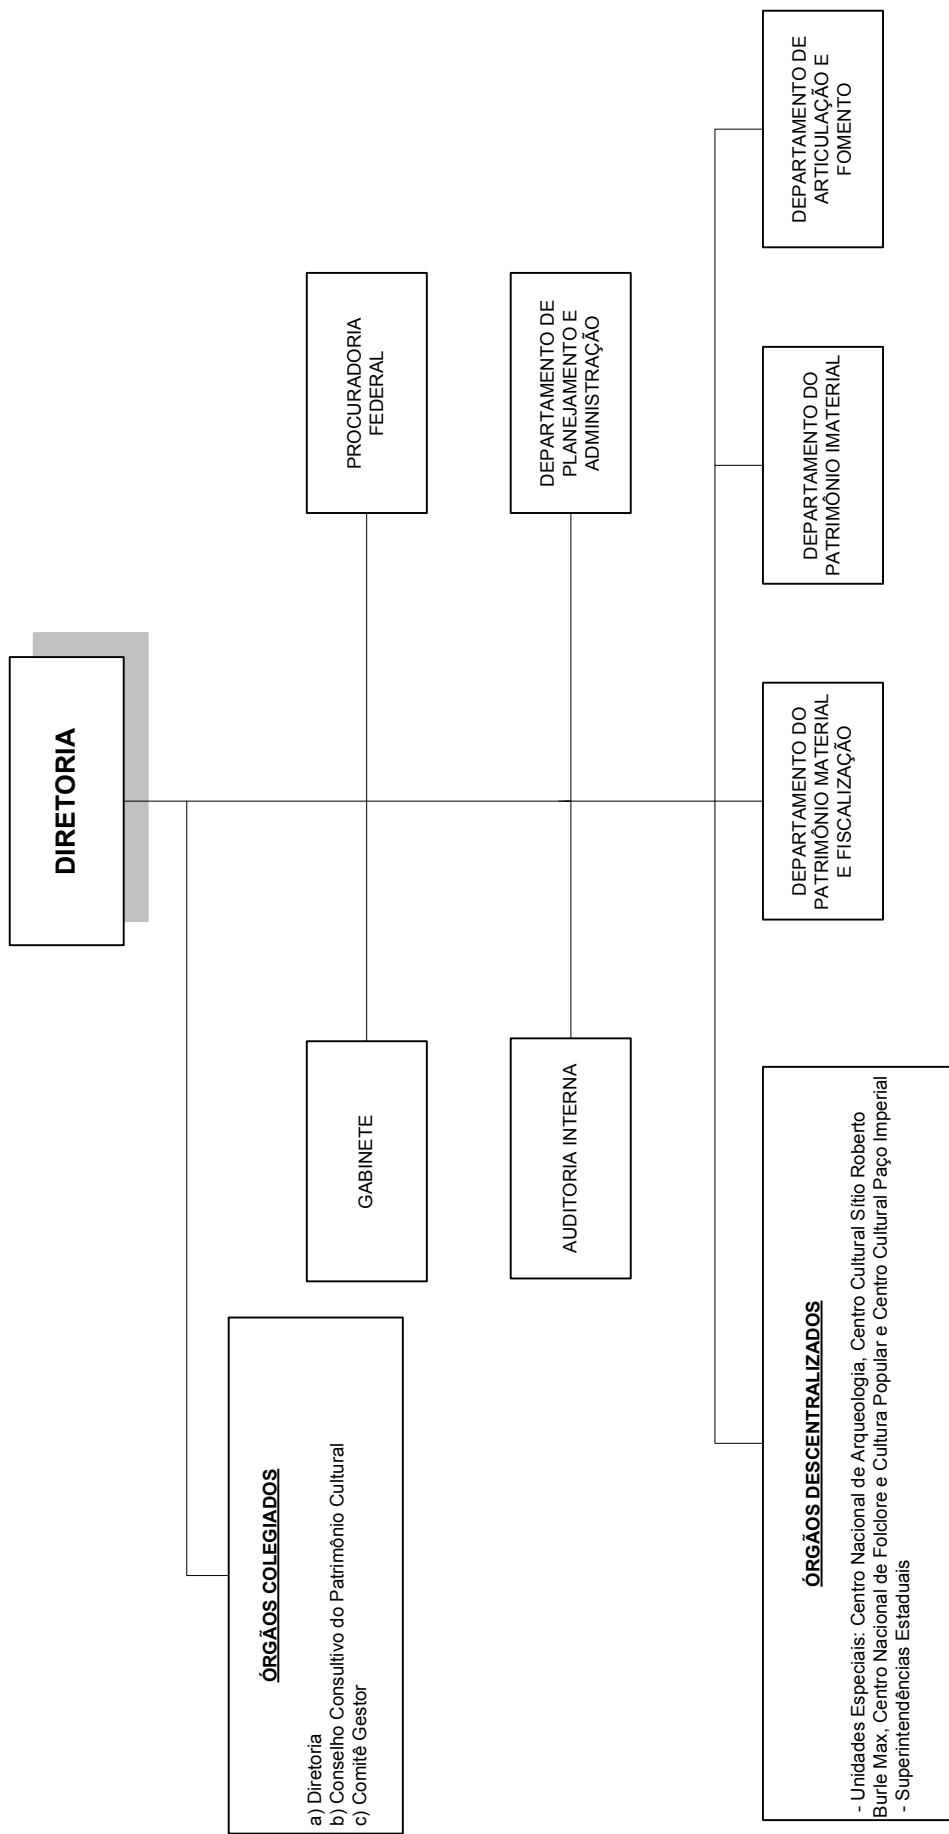 DIRETORIA
ÓRGÃOS COLEGIADOS
a) Diretoria
b) Conselho Consultivo do Patrimônio Cultural
c) Comitê Gestor
GABINETE
PROCURADORIA
FEDERAL
AUDITORIA INTERNA
DEPARTAMENTO DE
PLANEJAMENTO E
ADMINISTRAÇÃO
ÓRGÃOS DESCENTRALIZADOS
- Unidades Especiais: Centro Nacional de Arqueologia, Centro Cultural Sítio Roberto
Burle Max, Centro Nacional de Folclore e Cultura Popular e Centro Cultural Paço Imperial
- Superintendências Estaduais
DEPARTAMENTO DO
PATRIMÔNIO MATERIAL
E FISCALIZAÇÃO
DEPARTAMENTO DO
PATRIMÔNIO IMATERIAL
DEPARTAMENTO DE
ARTICULAÇÃO E
FOMENTO